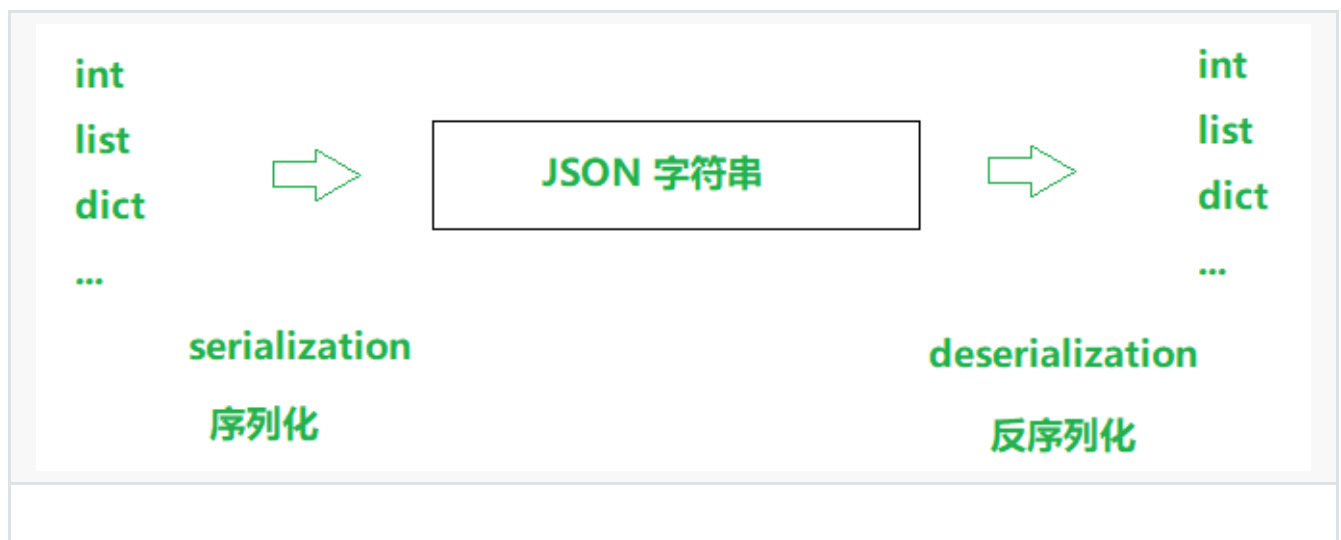 int
list
dict
...
JSON 字符串
int
list
dict
...
serialization
序列化
deserialization
反序列化